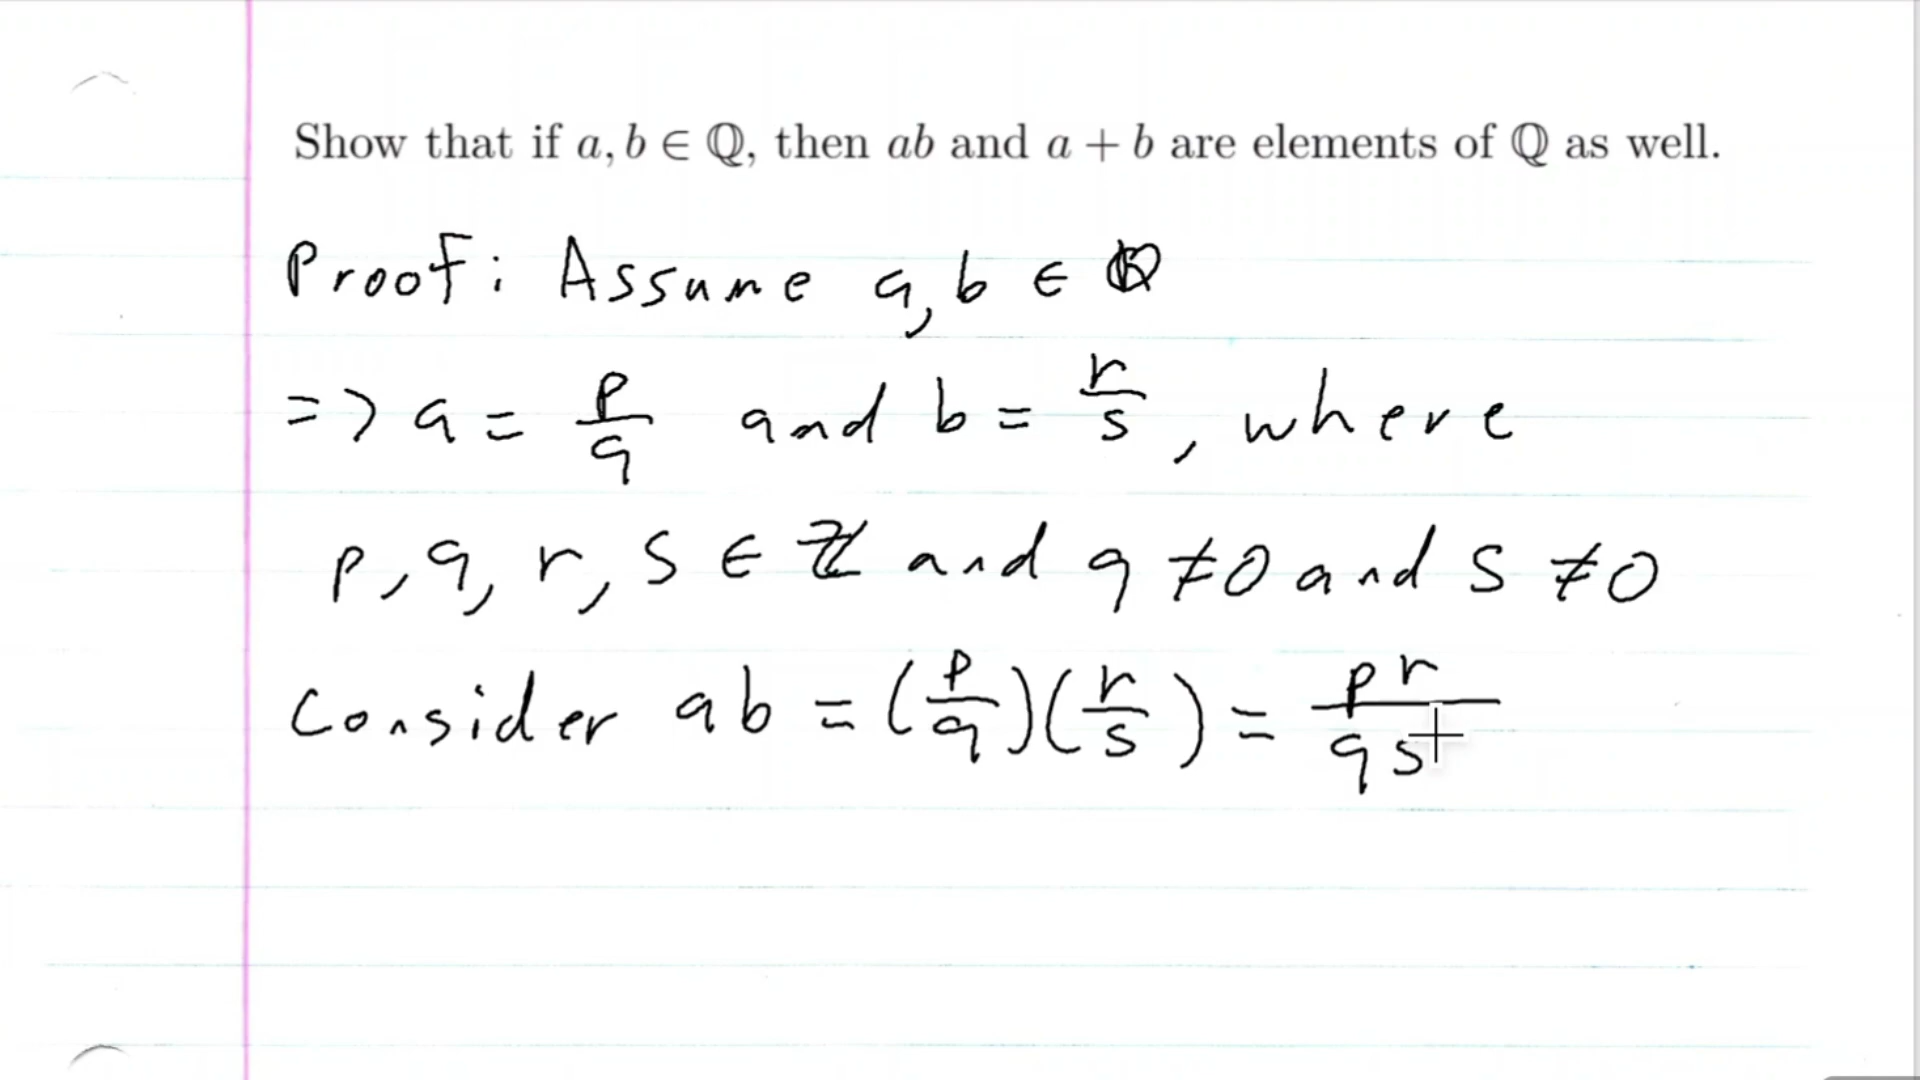 Show that if a, b ∈ ℚ, then ab and a + b are elements of ℚ as well.
Proof: Assume a, b ∈ ℚ
=> a = p/q and b = r/s, where
p, q, r, s ∈ ℤ and q ≠ 0 and s ≠ 0
Consider ab = (p/q)(r/s) = pr/qs